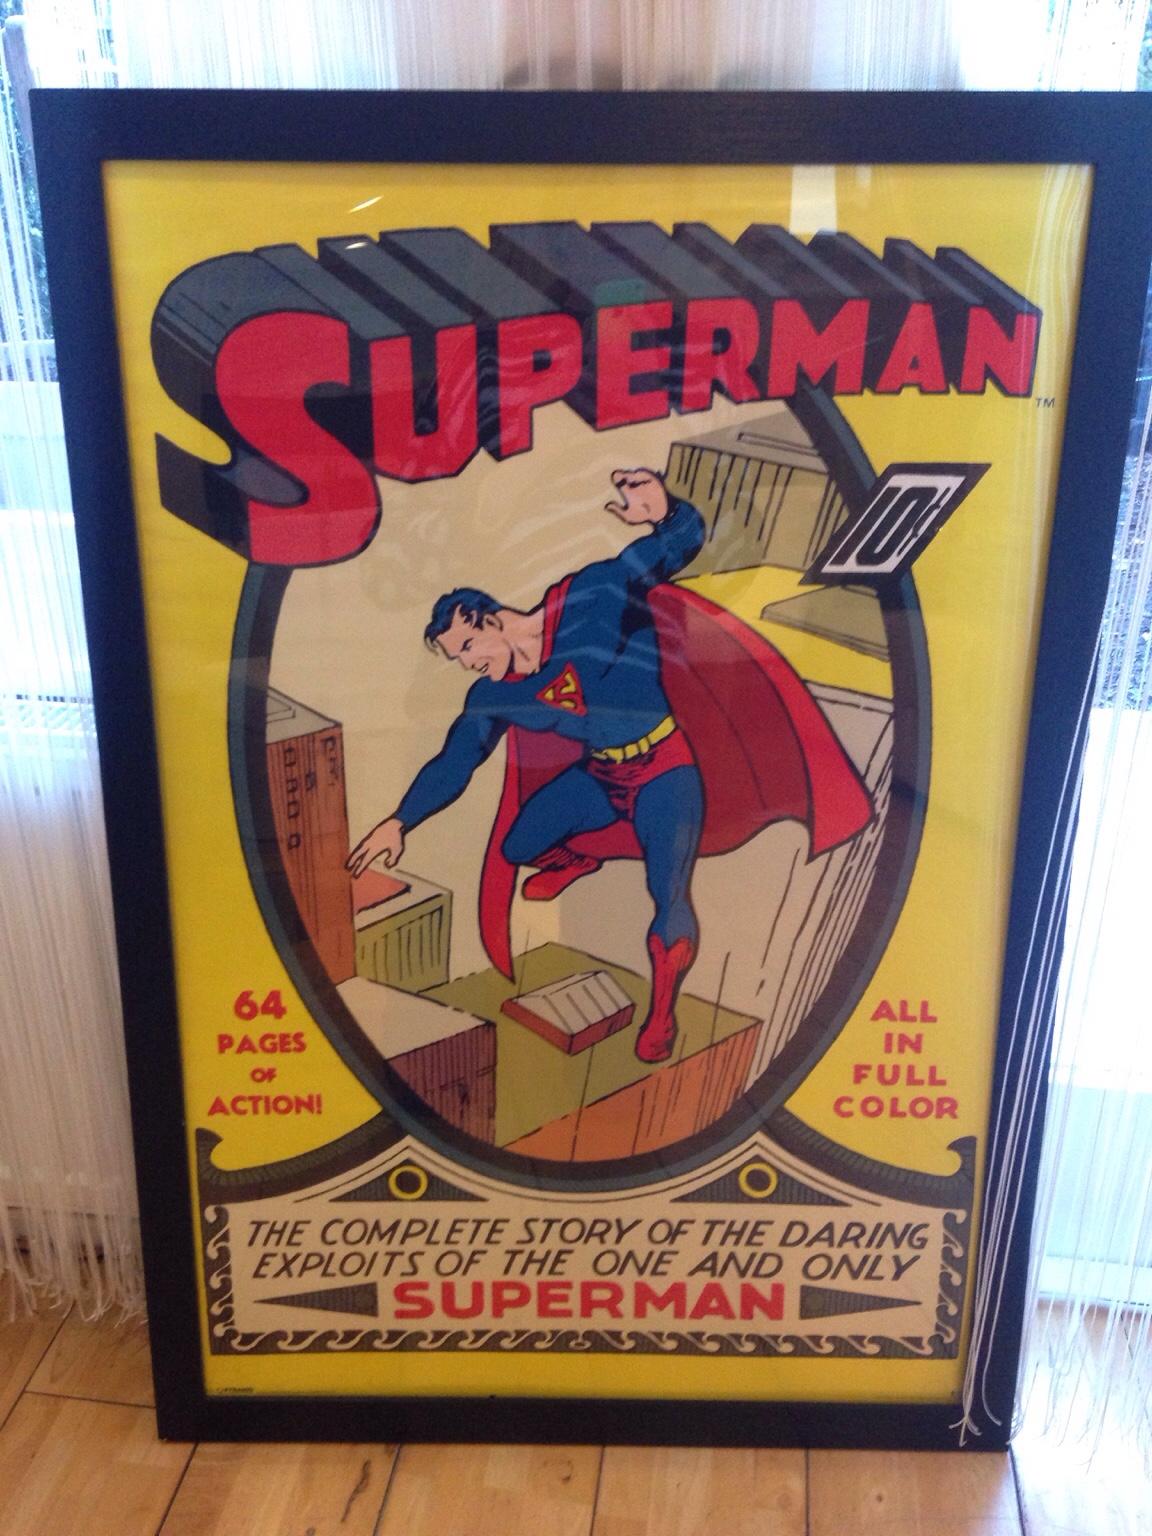 SUPERMAN
TM
10¢
S
64
PAGES
OF
ACTION!
ALL
IN
FULL
COLOR
THE COMPLETE STORY OF THE DARING
EXPLOITS OF THE ONE AND ONLY
SUPERMAN